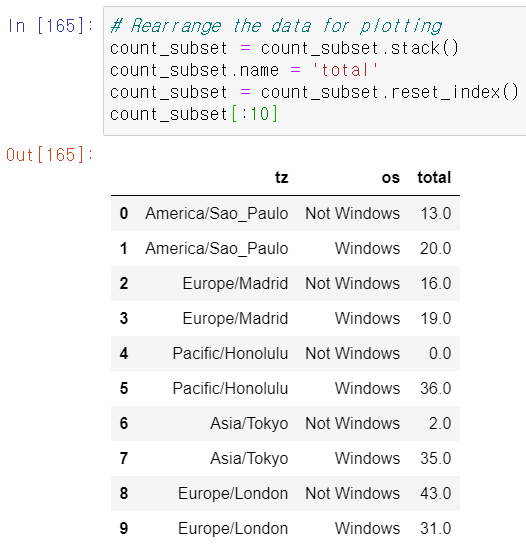 In [165]: # Rearrange the data for plotting
count_subset = count_subset.stack()
count_subset.name = 'total'
count_subset = count_subset.reset_index()
count_subset[:10]
Out[165]:
tz os total
0 America/Sao_Paulo Not Windows 13.0
1 America/Sao_Paulo Windows 20.0
2 Europe/Madrid Not Windows 16.0
3 Europe/Madrid Windows 19.0
4 Pacific/Honolulu Not Windows 0.0
5 Pacific/Honolulu Windows 36.0
6 Asia/Tokyo Not Windows 2.0
7 Asia/Tokyo Windows 35.0
8 Europe/London Not Windows 43.0
9 Europe/London Windows 31.0